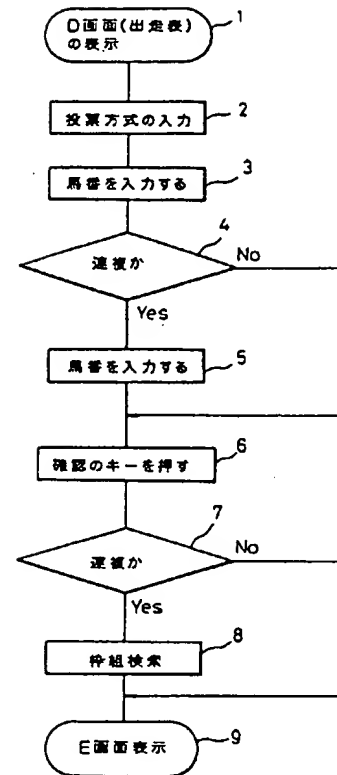 D画面(出走表)
の表示
1
投票方式の入力
2
馬番を入力する
3
連複か
4
No
Yes
馬番を入力する
5
確認のキーを押す
6
連複か
7
No
Yes
枠組検索
8
E画面表示
9